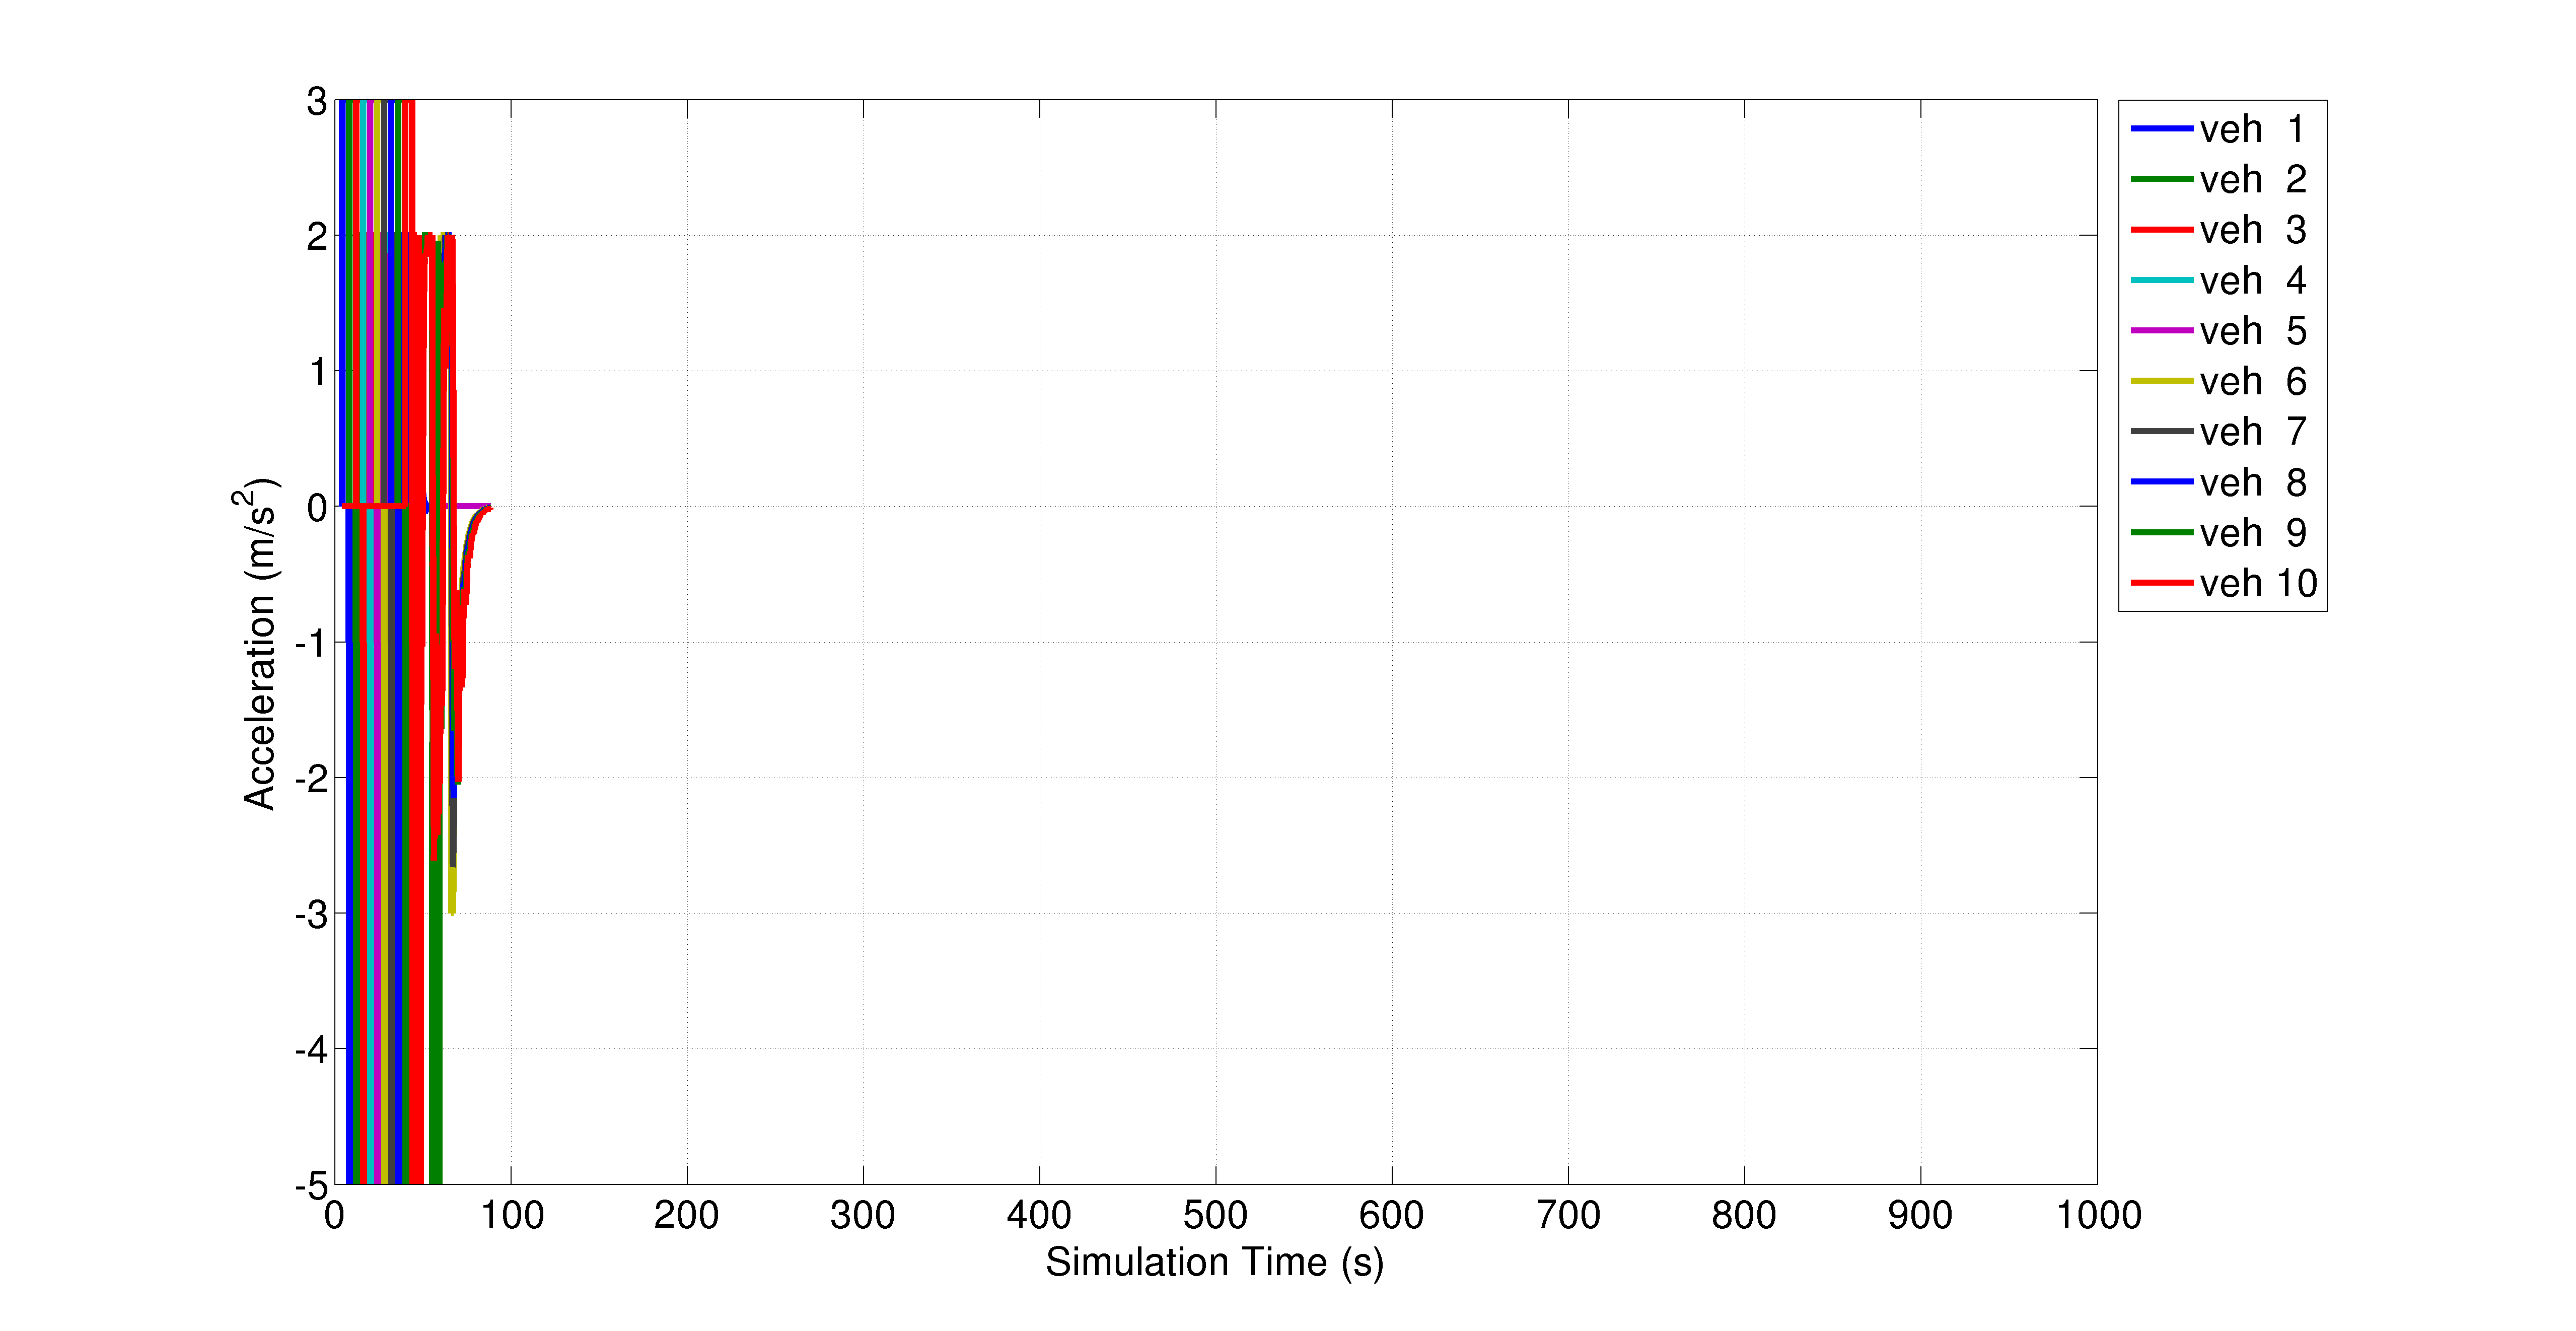 3
2
1
0
-1
-2
-3
-4
-5
Acceleration (m/s²)
0 100 200 300 400 500 600 700 800 900 1000
Simulation Time (s)
veh 1
veh 2
veh 3
veh 4
veh 5
veh 6
veh 7
veh 8
veh 9
veh 10